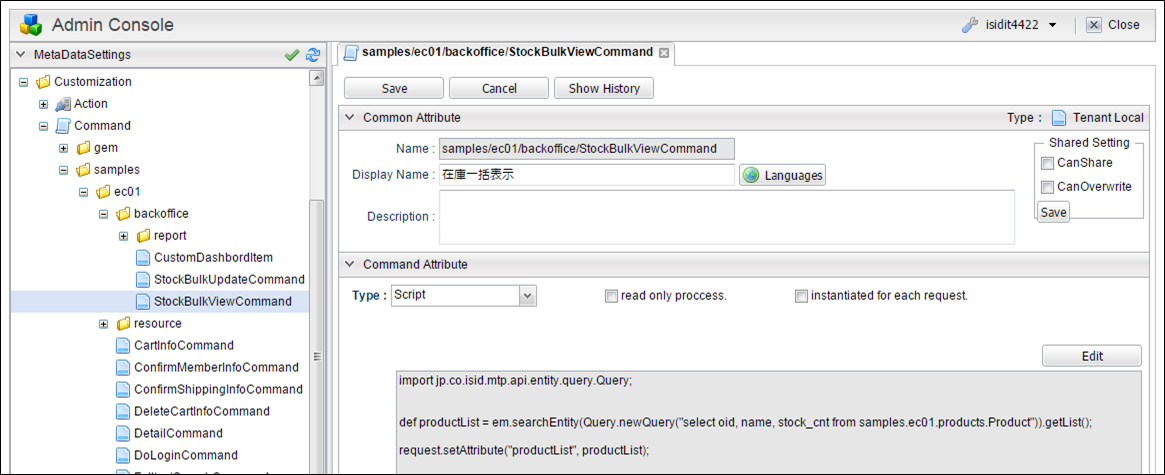 Admin Console
isidit4422
Close
MetaDataSettings
Customization
Action
Command
gem
samples
ec01
backoffice
report
CustomDashbordItem
StockBulkUpdateCommand
StockBulkViewCommand
resource
CartInfoCommand
ConfirmMemberInfoCommand
ConfirmShippingInfoCommand
DeleteCartInfoCommand
DetailCommand
DoLoginCommand
samples/ec01/backoffice/StockBulkViewCommand
Save
Cancel
Show History
Common Attribute
Type :
Tenant Local
Name :
samples/ec01/backoffice/StockBulkViewCommand
Display Name :
在庫一括表示
Languages
Description :
Shared Setting
CanShare
CanOverwrite
Save
Command Attribute
Type :
Script
read only proccess.
instantiated for each request.
Edit
import jp.co.isid.mtp.api.entity.query.Query;
def productList = em.searchEntity(Query.newQuery("select oid, name, stock_cnt from samples.ec01.products.Product")).getList();
request.setAttribute("productList", productList);